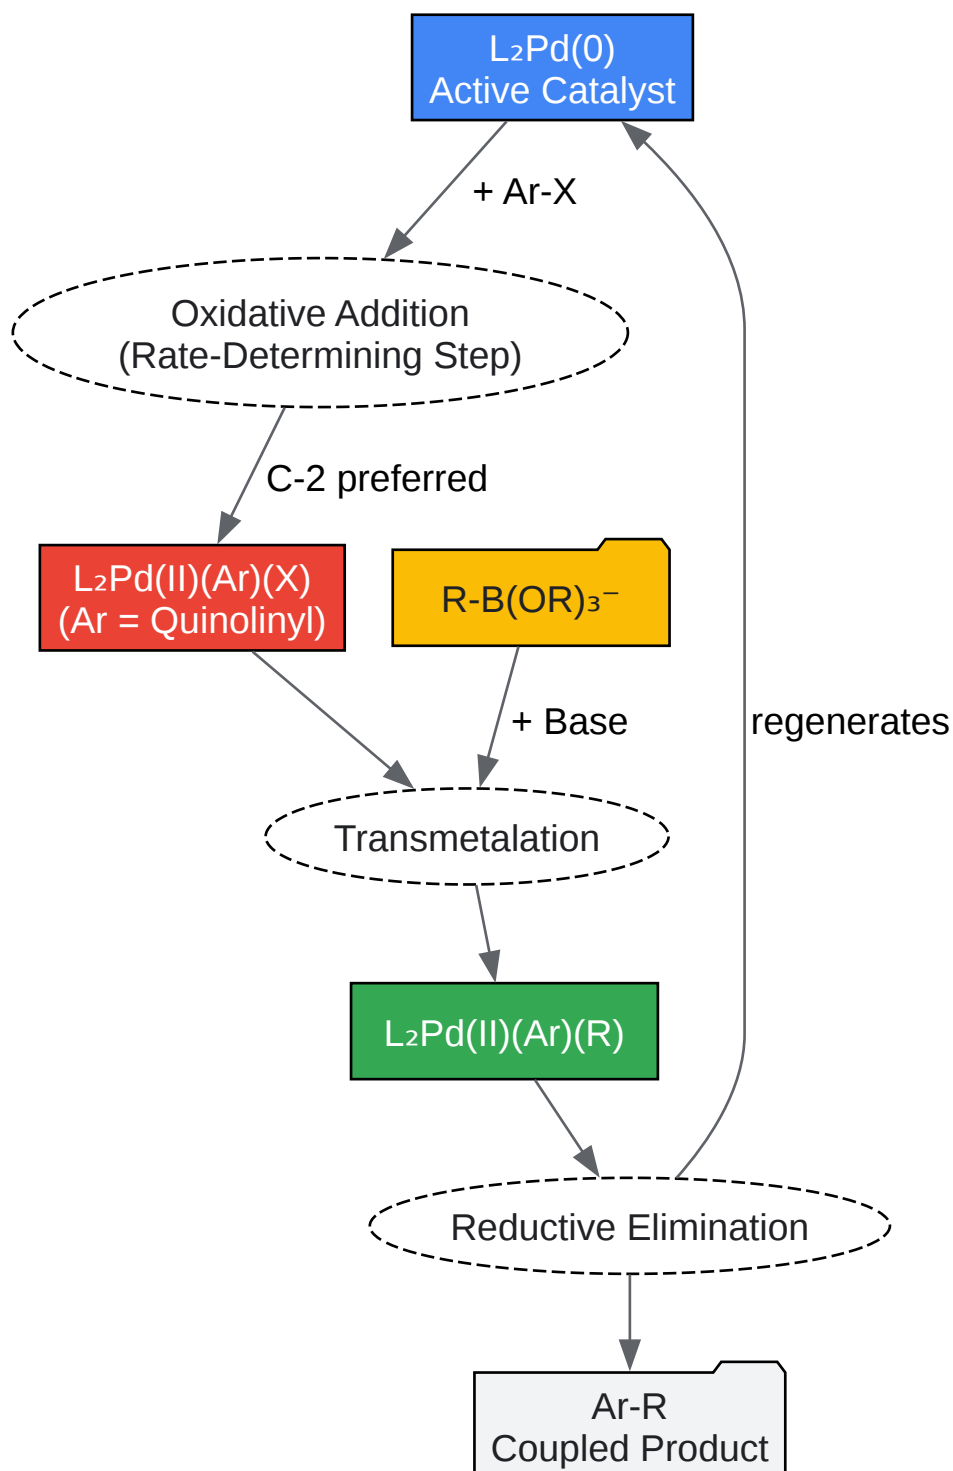 L₂Pd(0)
Active Catalyst
+ Ar-X
Oxidative Addition
(Rate-Determining Step)
C-2 preferred
L₂Pd(II)(Ar)(X)
(Ar = Quinolinyl)
R-B(OR)₃⁻
+ Base
regenerates
Transmetalation
L₂Pd(II)(Ar)(R)
Reductive Elimination
Ar-R
Coupled Product